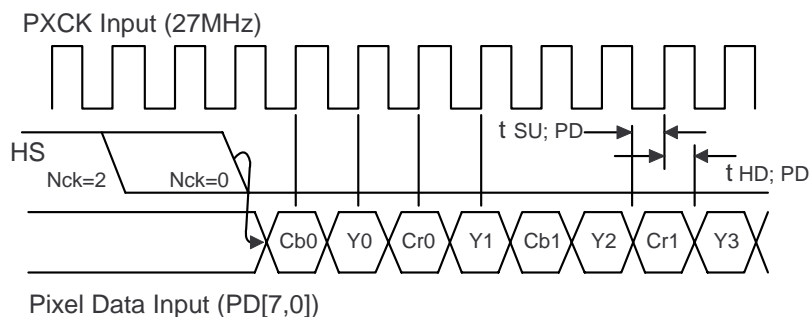 PXCK Input (27MHz)
t SU; PD
HS
t HD; PD
Nck=2 Nck=0
Cb0 Y0 Cr0 Y1 Cb1 Y2 Cr1 Y3
Pixel Data Input (PD[7,0])